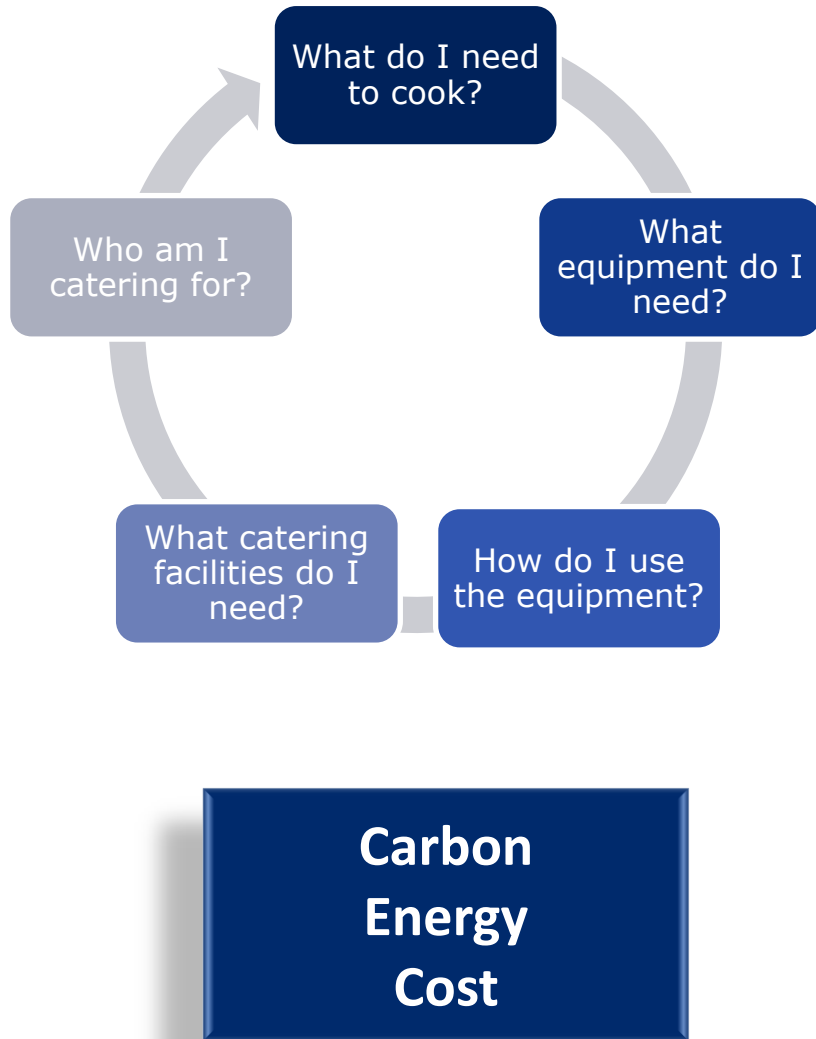 What do I need
to cook?
What
equipment do I
need?
How do I use
the equipment?
What catering
facilities do I
need?
Who am I
catering for?
Carbon
Energy
Cost